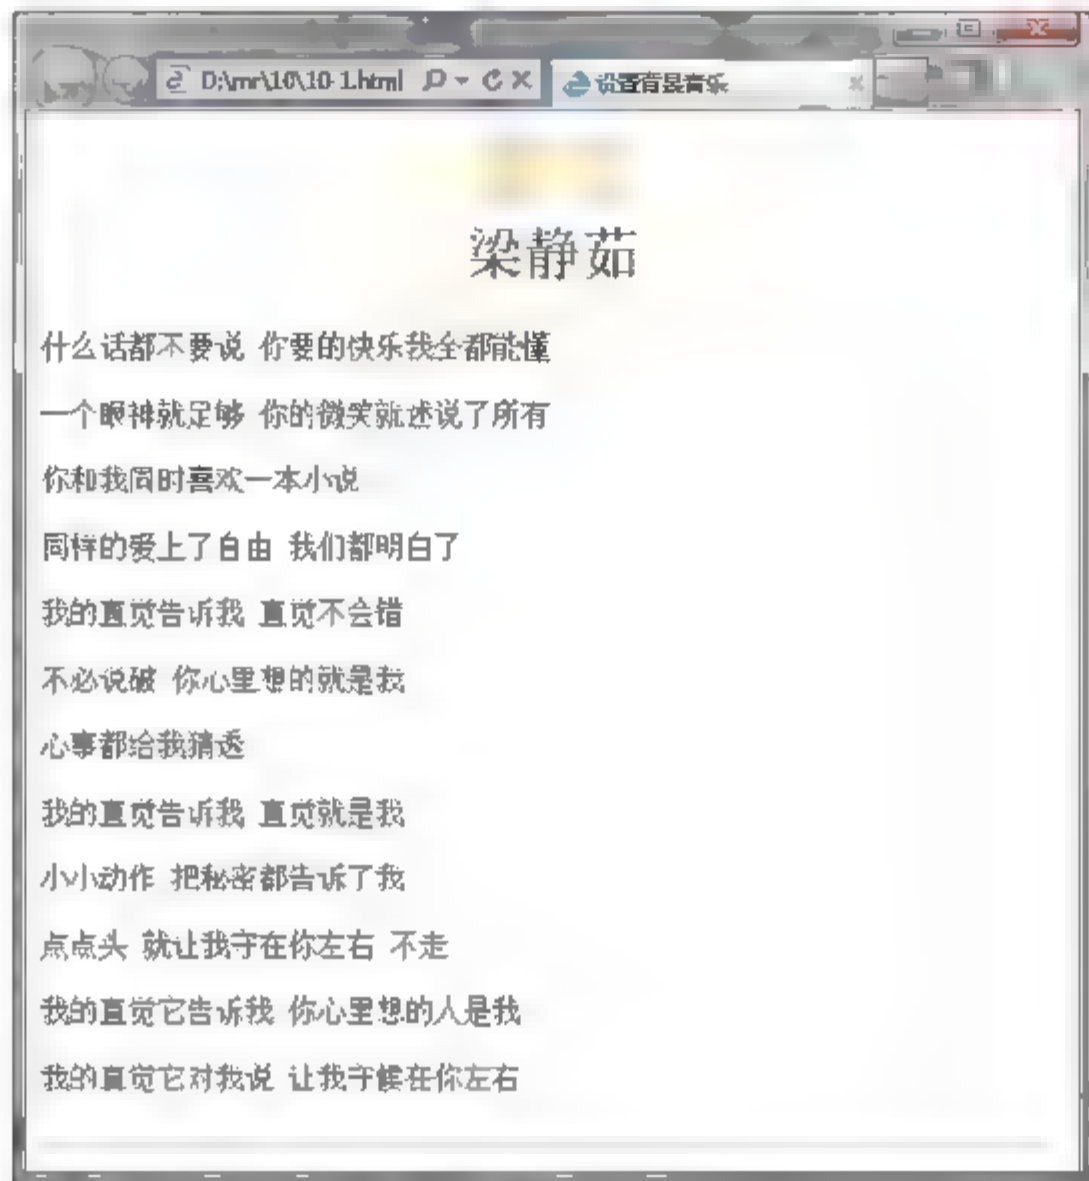 D:\mr\10\10-1.html
设置背景音乐
梁静茹
什么话都不要说 你要的快乐我全都能懂
一个眼神就足够 你的微笑就述说了所有
你和我同时喜欢一本小说
同样的爱上了自由 我们都明白了
我的直觉告诉我 直觉不会错
不必说破 你心里想的就是我
心事都给我猜透
我的直觉告诉我 直觉就是我
小小动作 把秘密都告诉了我
点点头 就让我守在你左右 不走
我的直觉它告诉我 你心里想的人是我
我的直觉它对我说 让我守候在你左右